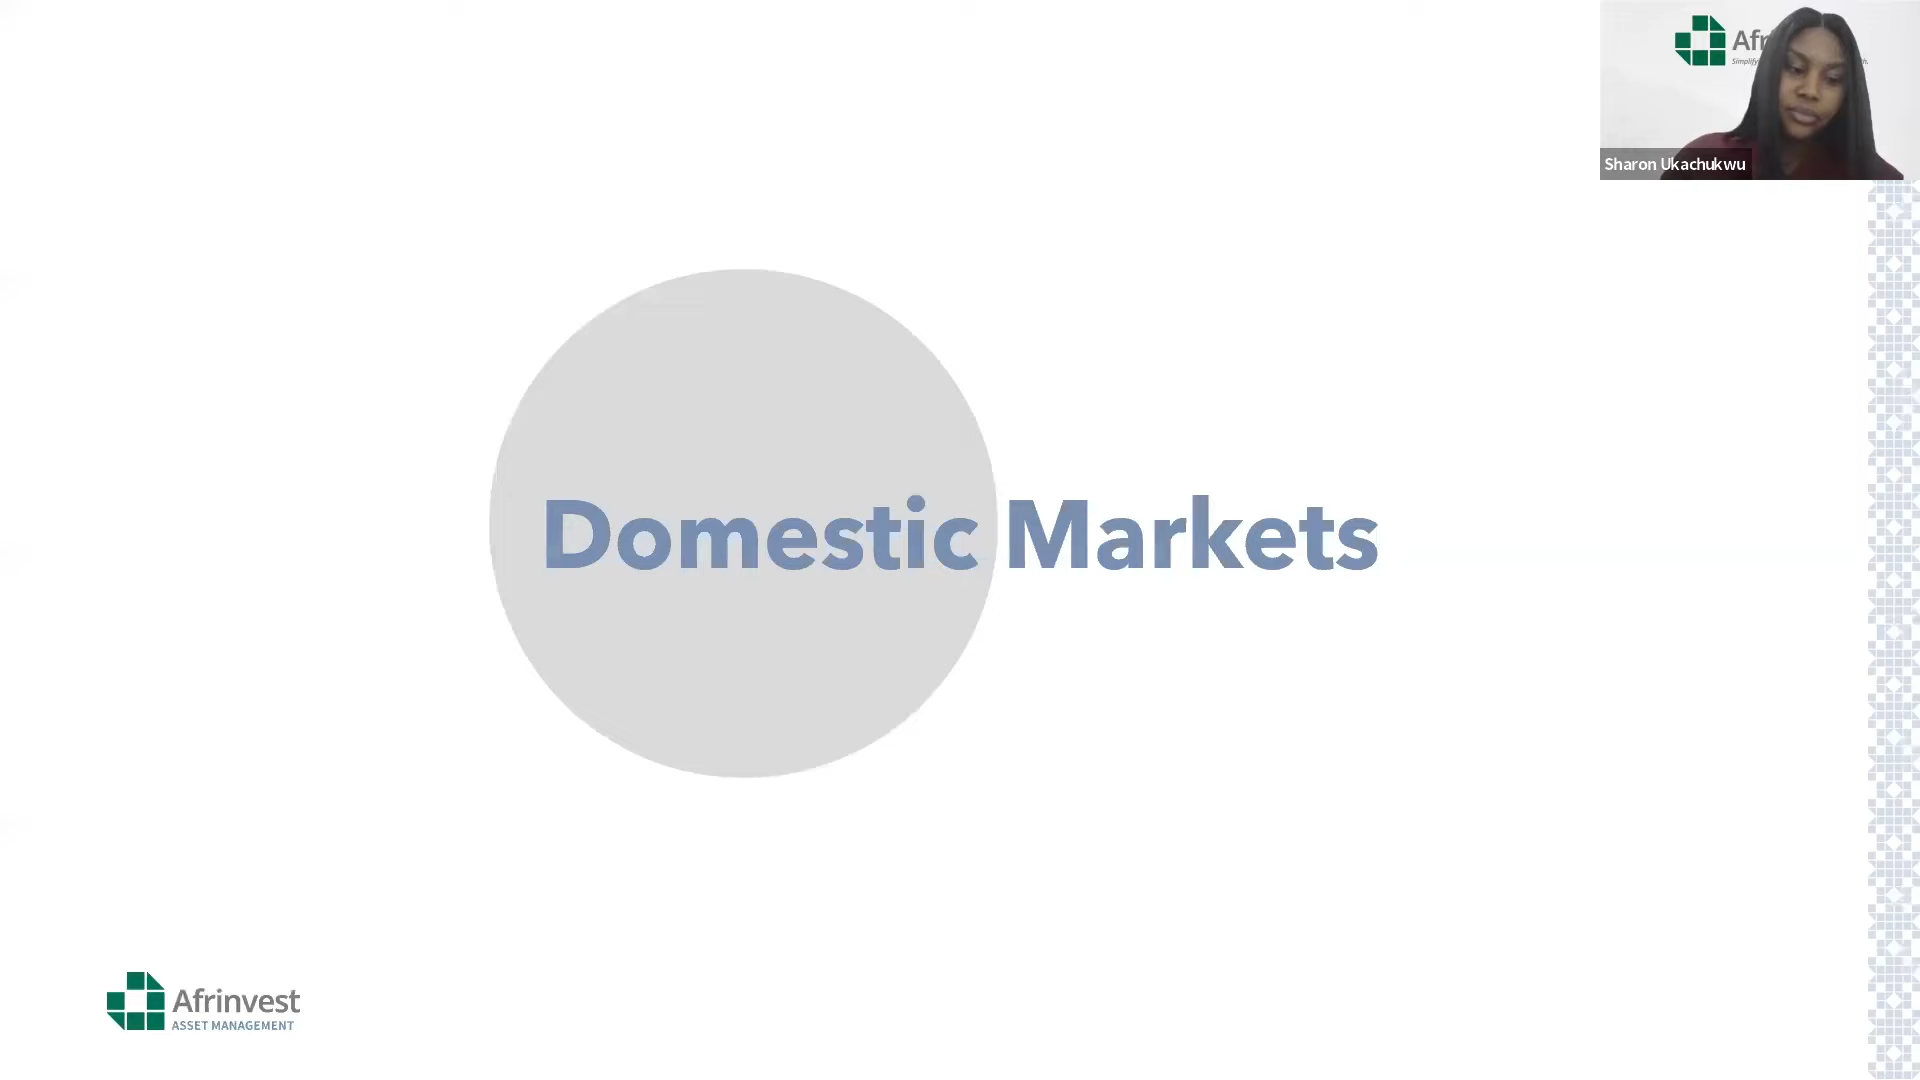 Sharon Ukachukwu
Domestic Markets
Afrinvest
ASSET MANAGEMENT